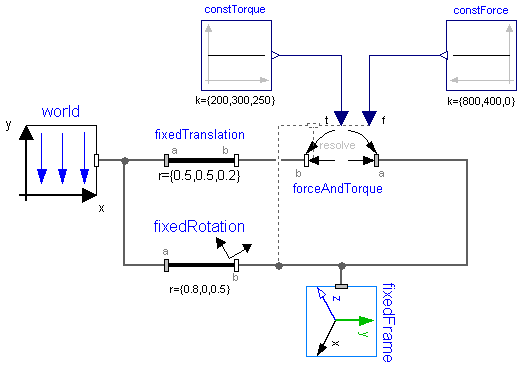 constTorque
constForce
k={200,300,250}
k={800,400,0}
world
y
x
fixedTranslation
a
b
r={0.5,0.5,0.2}
t
f
resolve
b
a
forceAndTorque
fixedRotation
a
b
r={0.8,0,0.5}
z
y
x
fixedFrame